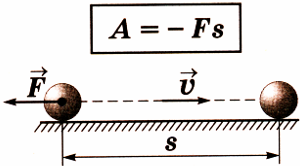 A = − Fs
F⃗ v⃗
s